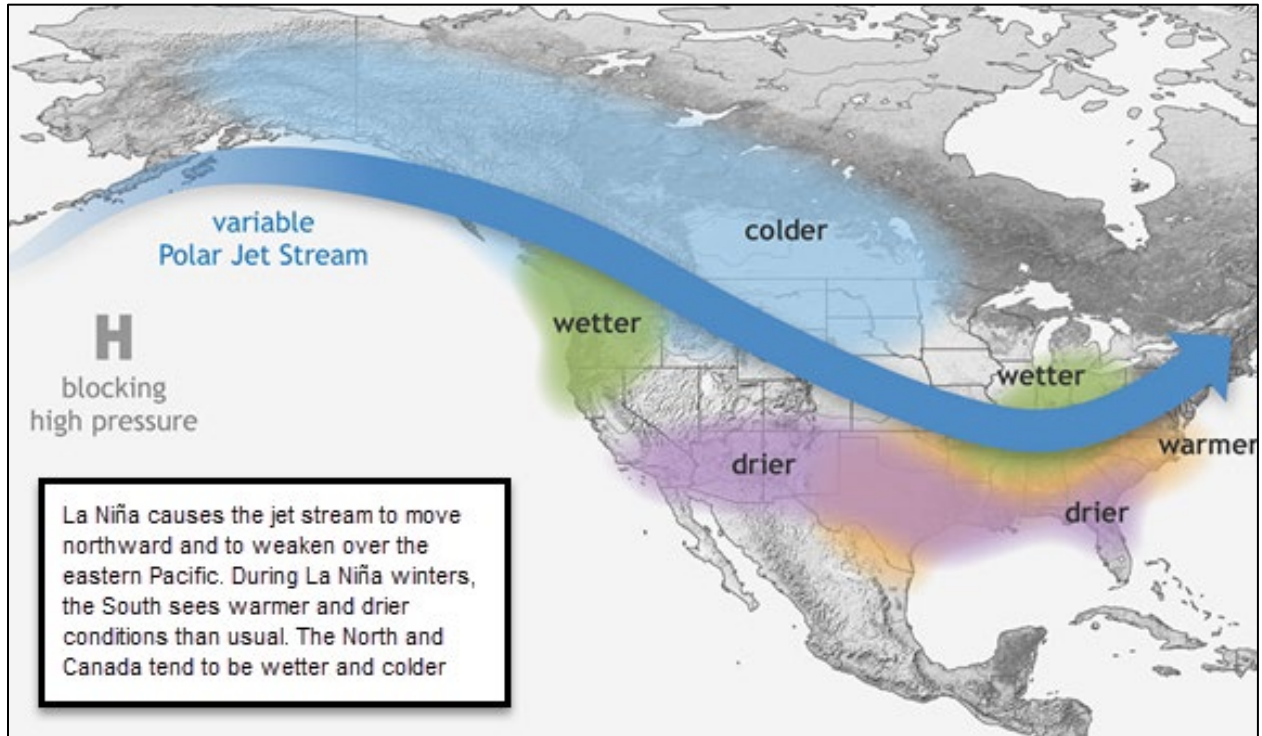 colder
variable
Polar Jet Stream
wetter
H
blocking
high pressure
wetter
warmer
drier
drier
La Niña causes the jet stream to move
northward and to weaken over the
eastern Pacific. During La Niña winters,
the South sees warmer and drier
conditions than usual. The North and
Canada tend to be wetter and colder